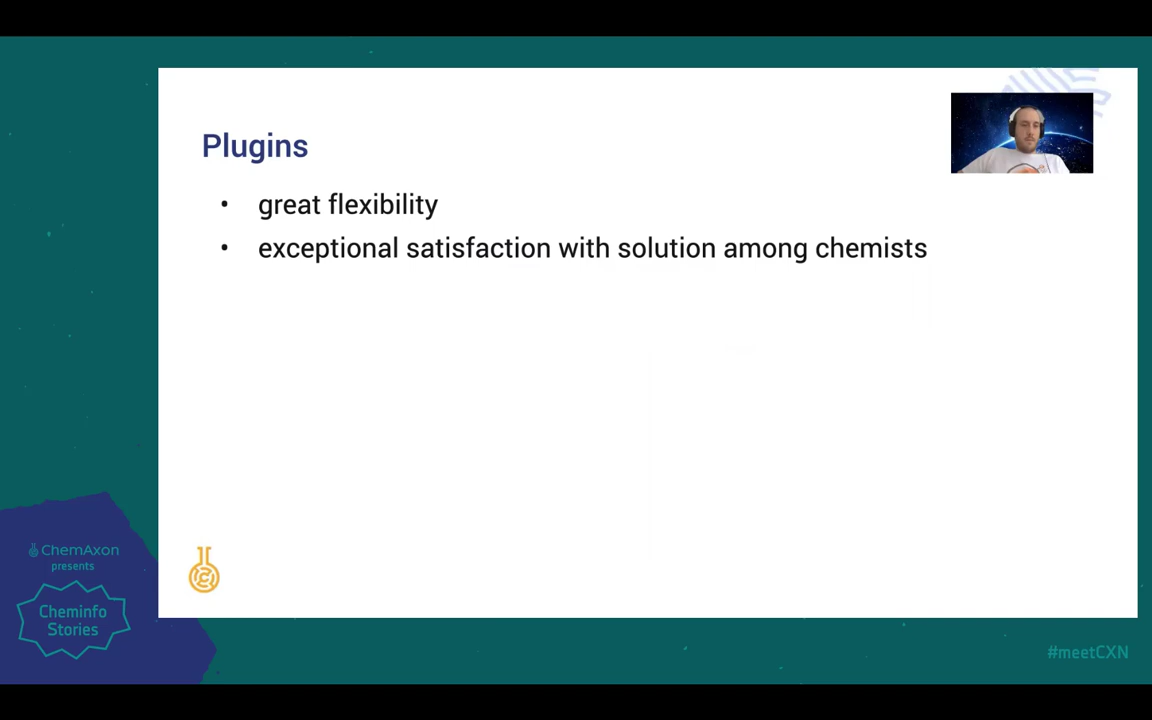 Plugins
• great flexibility
• exceptional satisfaction with solution among chemists
ChemAxon
presents
Cheminfo
Stories
#meetCXN